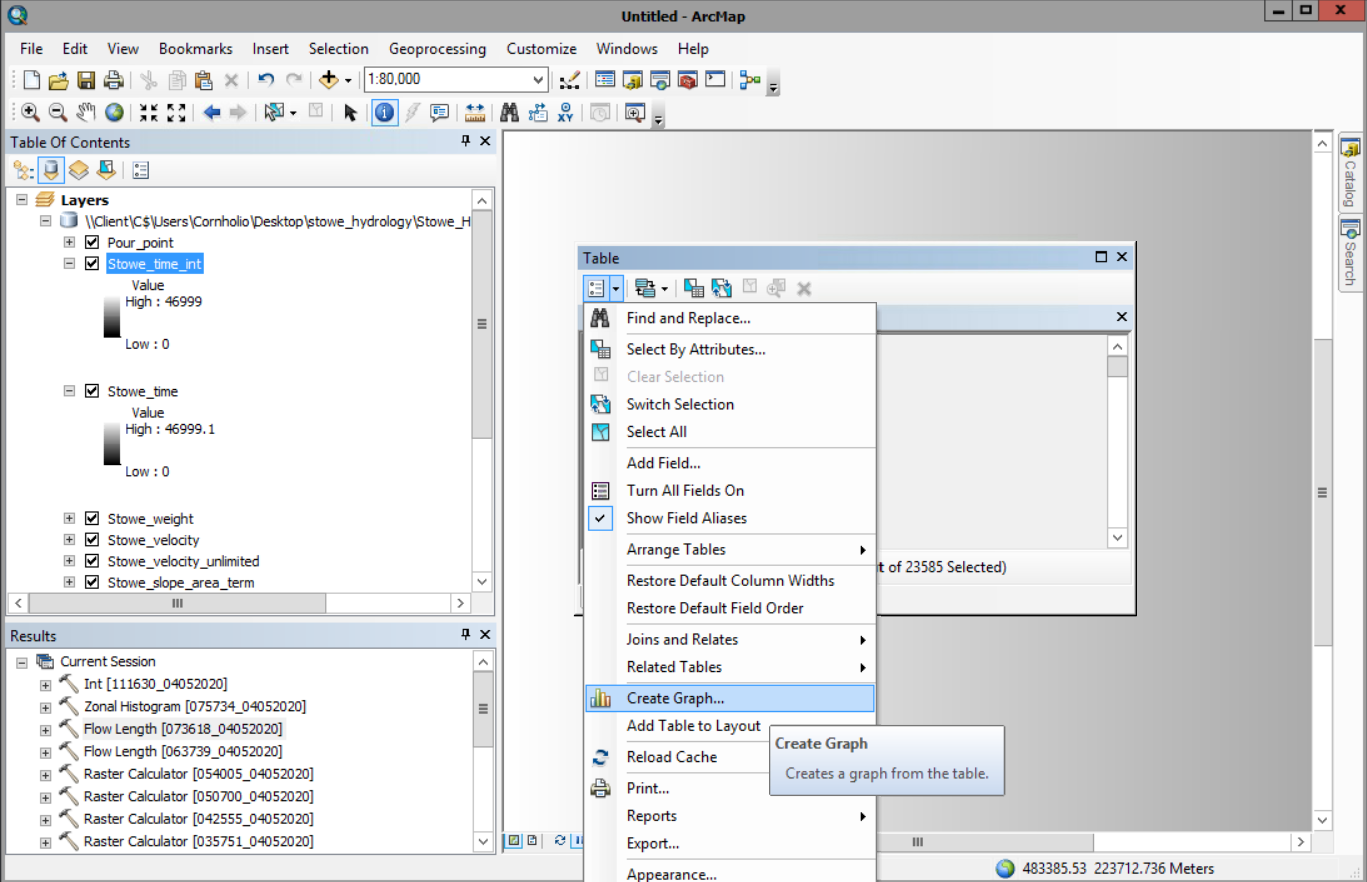 Untitled - ArcMap
File Edit View Bookmarks Insert Selection Geoprocessing Customize Windows Help
1:80,000
Table Of Contents
Layers
\\Client\C$\Users\Cornholio\Desktop\stowe_hydrology\Stowe_H
Pour_point
Stowe_time_int
Value
High : 46999
Low : 0
Stowe_time
Value
High : 46999.1
Low : 0
Stowe_weight
Stowe_velocity
Stowe_velocity_unlimited
Stowe_slope_area_term
Results
Current Session
Int [111630_04052020]
Zonal Histogram [075734_04052020]
Flow Length [073618_04052020]
Flow Length [063739_04052020]
Raster Calculator [054005_04052020]
Raster Calculator [050700_04052020]
Raster Calculator [042555_04052020]
Raster Calculator [035751_04052020]
Table
Find and Replace...
Select By Attributes...
Clear Selection
Switch Selection
Select All
Add Field...
Turn All Fields On
Show Field Aliases
Arrange Tables
t of 23585 Selected)
Restore Default Column Widths
Restore Default Field Order
Joins and Relates
Related Tables
Create Graph...
Add Table to Layout
Create Graph
Creates a graph from the table.
Reload Cache
Print...
Reports
Export...
Appearance...
Catalog
Search
483385.53 223712.736 Meters